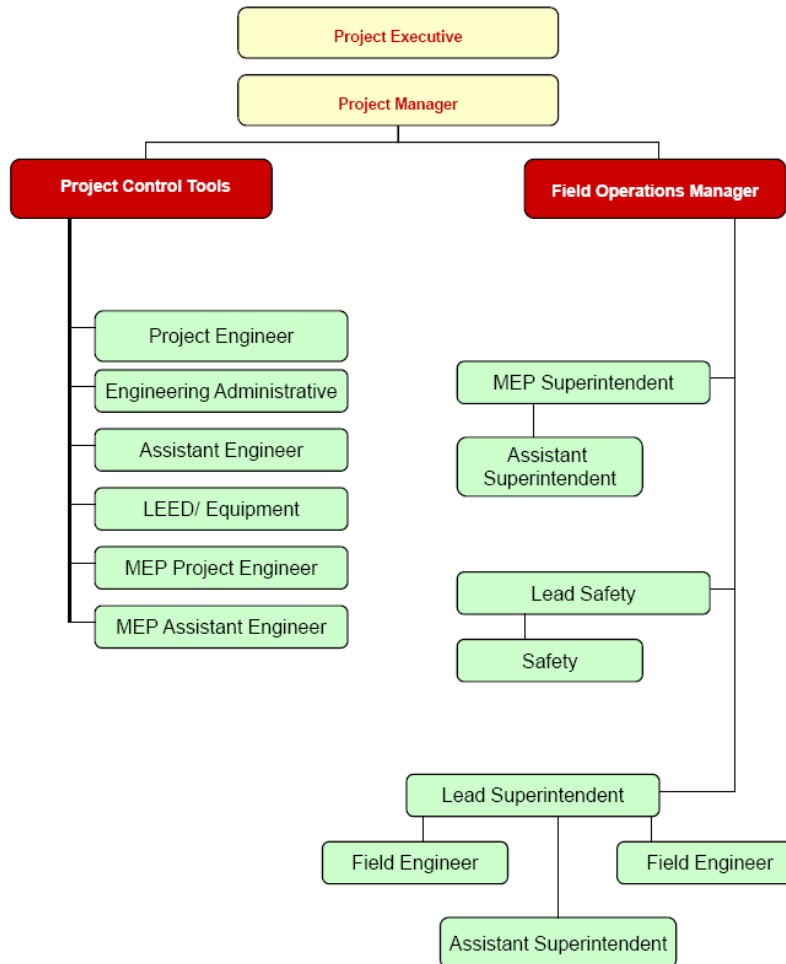 Project Executive
Project Manager
Project Control Tools
Field Operations Manager
Project Engineer
Engineering Administrative
Assistant Engineer
LEED/ Equipment
MEP Project Engineer
MEP Assistant Engineer
MEP Superintendent
Assistant
Superintendent
Lead Safety
Safety
Lead Superintendent
Field Engineer
Field Engineer
Assistant Superintendent